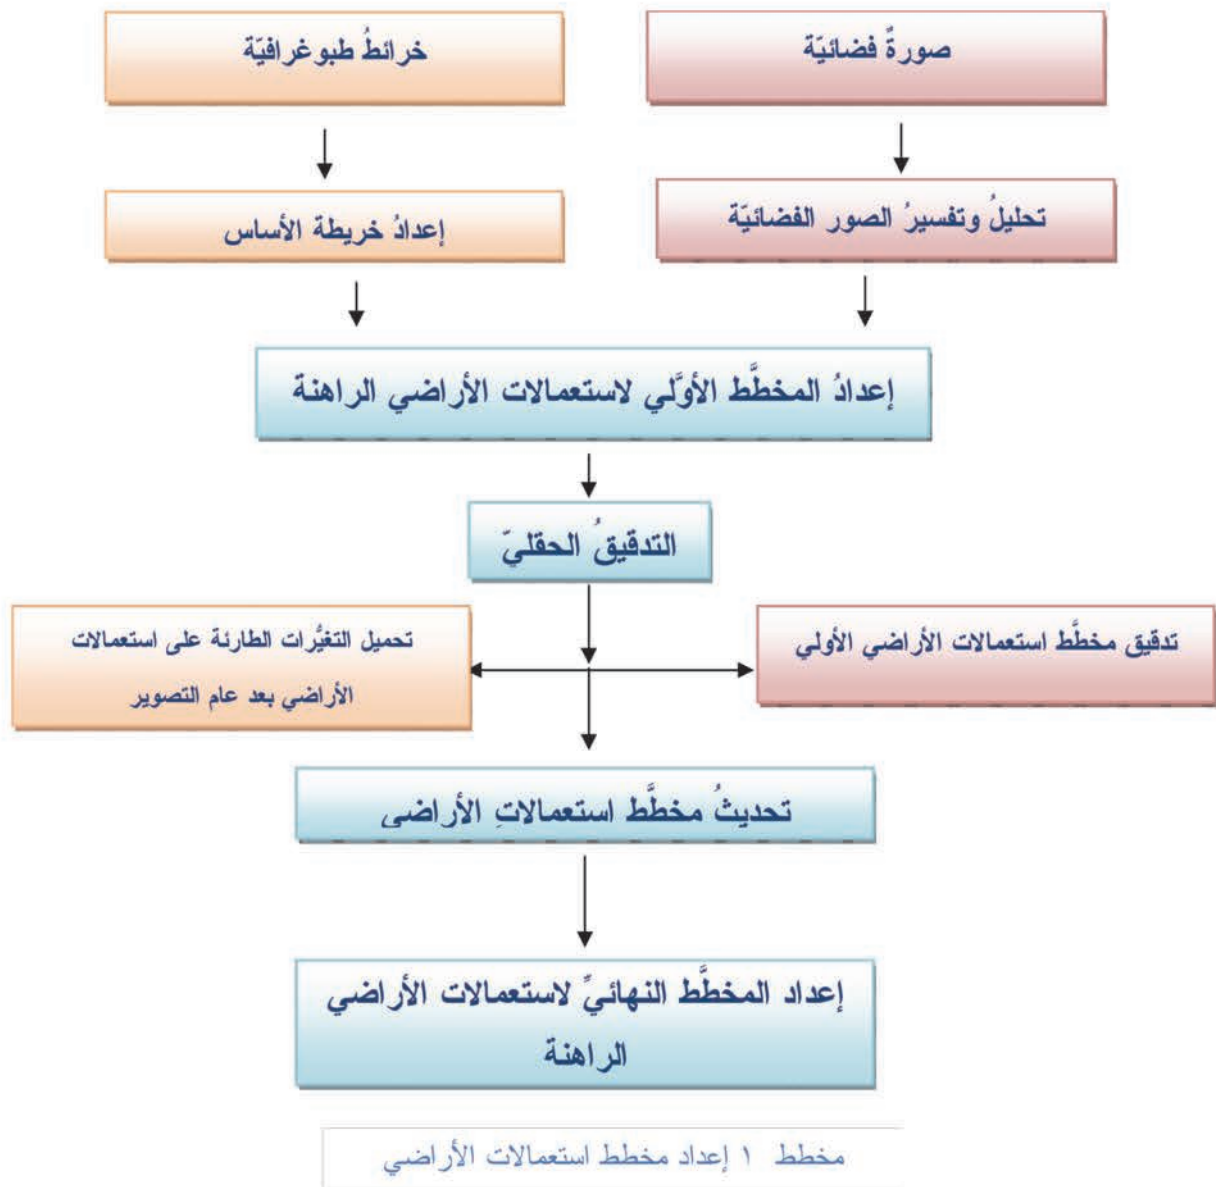 صورةٌ فضائيّة
خرائطُ طبوغرافيّة
تحليلُ وتفسيرُ الصور الفضائيّة
إعدادُ خريطة الأساس
إعدادُ المخطَّط الأوَّلي لاستعمالات الأراضي الراهنة
التدقيقُ الحقليّ
تدقيق مخطَّط استعمالات الأراضي الأولي
تحميل التغيُّرات الطارئة على استعمالات
الأراضي بعد عام التصوير
تحديثُ مخطَّط استعمالاتِ الأراضي
إعداد المخطَّط النهائيِّ لاستعمالات الأراضي
الراهنة
مخطط ١ إعداد مخطط استعمالات الأراضي